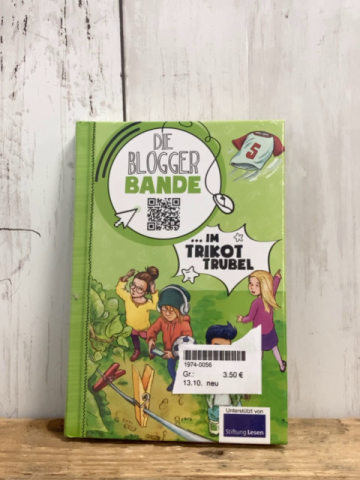 DIE
BLOGGER
BANDE
5
... IM
TRIKOT
TRUBEL
1974-0056
Gr.: 3.50 €
13.10. neu
Unterstützt von
Stiftung Lesen